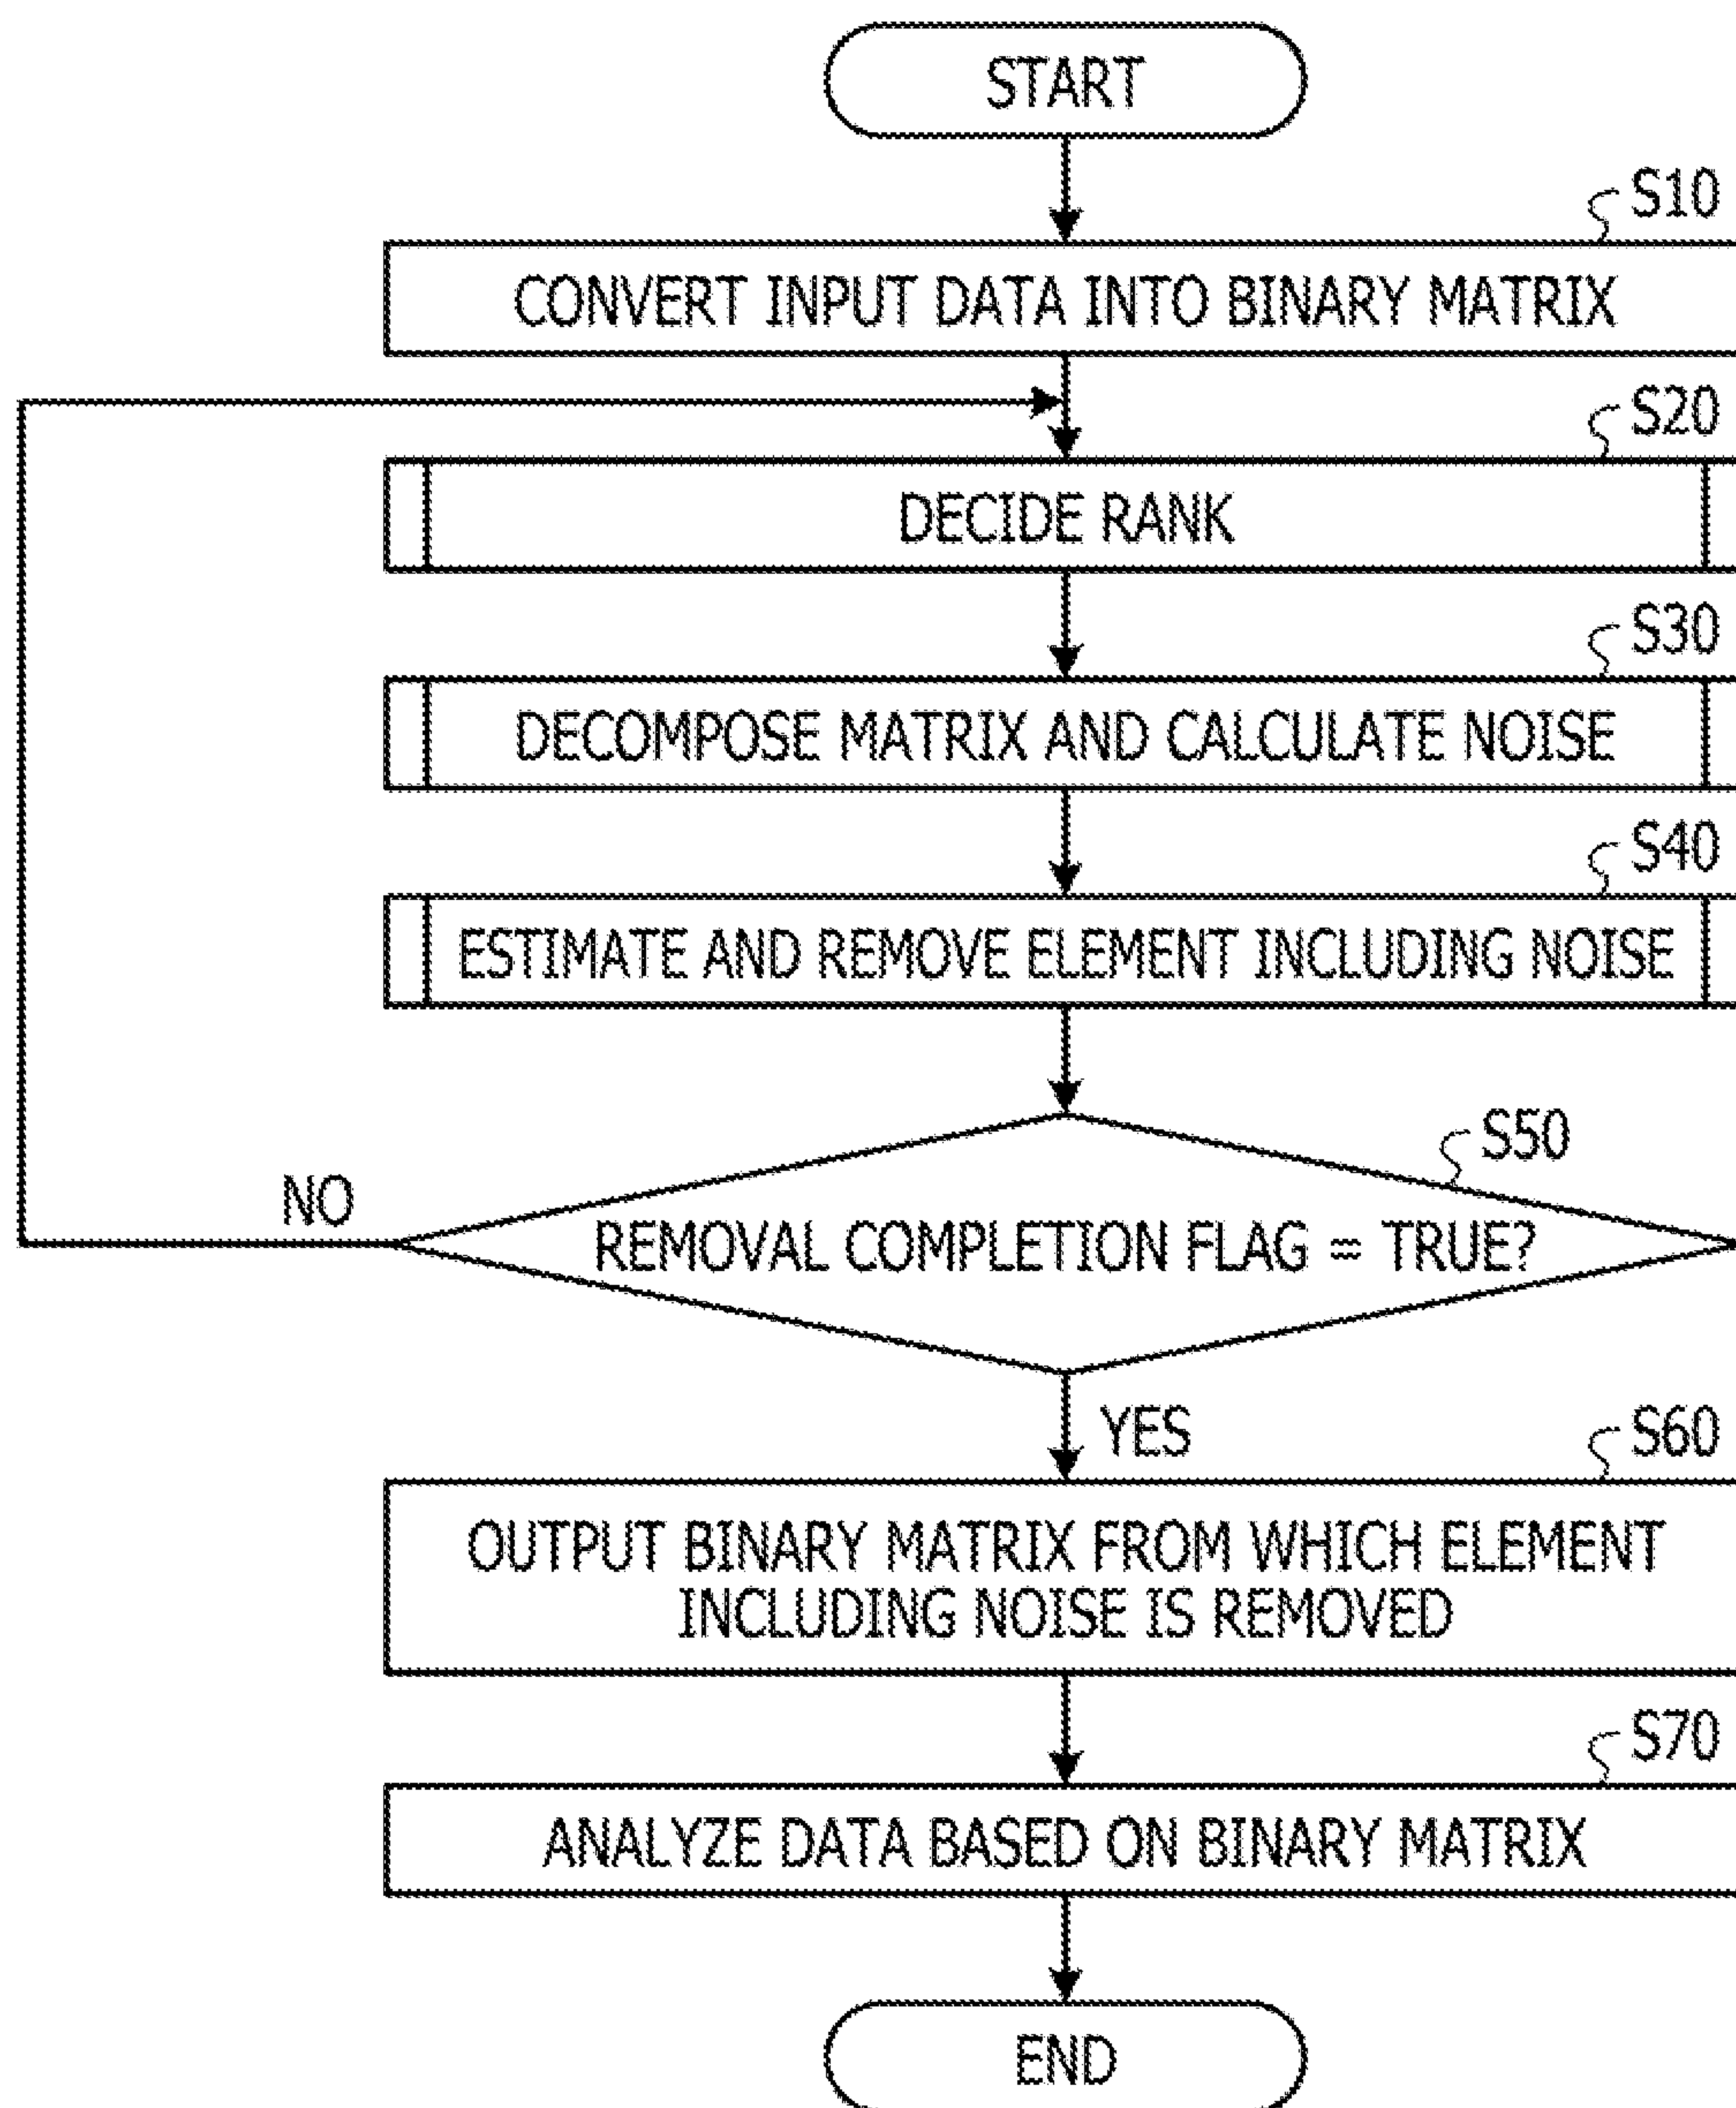 START
S10
CONVERT INPUT DATA INTO BINARY MATRIX
S20
DECIDE RANK
S30
DECOMPOSE MATRIX AND CALCULATE NOISE
S40
ESTIMATE AND REMOVE ELEMENT INCLUDING NOISE
S50
NO
REMOVAL COMPLETION FLAG = TRUE?
YES
S60
OUTPUT BINARY MATRIX FROM WHICH ELEMENT
INCLUDING NOISE IS REMOVED
S70
ANALYZE DATA BASED ON BINARY MATRIX
END